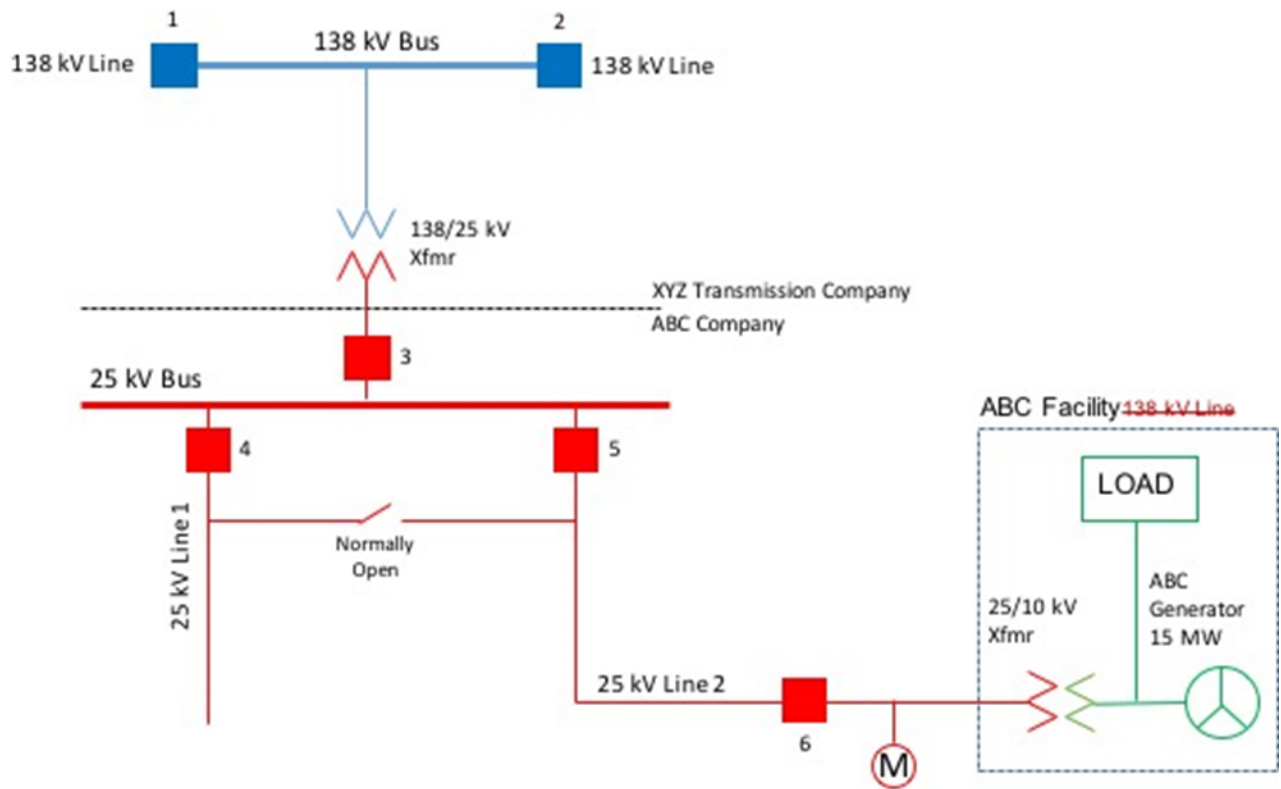 1
2
138 kV Bus
138 kV Line
138 kV Line
138/25 kV
Xfmr
XYZ Transmission Company
ABC Company
3
25 kV Bus
ABC Facility 138 kV Line
4
5
LOAD
25 kV Line 1
Normally
Open
ABC
Generator
15 MW
25/10 kV
Xfmr
25 kV Line 2
6
M